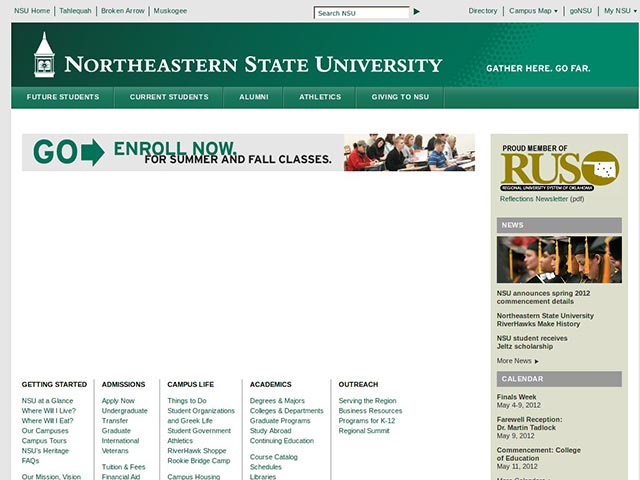 NSU Home Tahlequah Broken Arrow Muskogee
Search NSU
Directory Campus Map goNSU My NSU
NORTHEASTERN STATE UNIVERSITY
GATHER HERE. GO FAR.
FUTURE STUDENTS CURRENT STUDENTS ALUMNI ATHLETICS GIVING TO NSU
GO ENROLL NOW.
FOR SUMMER AND FALL CLASSES.
PROUD MEMBER OF
RUSO
REGIONAL UNIVERSITY SYSTEM OF OKLAHOMA
Reflections Newsletter (pdf)
NEWS
NSU announces spring 2012
commencement details
Northeastern State University
RiverHawks Make History
NSU student receives
Jeltz scholarship
More News
CALENDAR
Finals Week
May 4-9, 2012
Farewell Reception:
Dr. Martin Tadlock
May 9, 2012
Commencement: College
of Education
May 11, 2012
GETTING STARTED
NSU at a Glance
Where Will I Live?
Where Will I Eat?
Our Campuses
Campus Tours
NSU's Heritage
FAQs
Our Mission, Vision
ADMISSIONS
Apply Now
Undergraduate
Transfer
Graduate
International
Veterans
Tuition & Fees
Financial Aid
CAMPUS LIFE
Things to Do
Student Organizations
and Greek Life
Student Government
Athletics
RiverHawk Shoppe
Rookie Bridge Camp
Campus Housing
ACADEMICS
Degrees & Majors
Colleges & Departments
Graduate Programs
Study Abroad
Continuing Education
Course Catalog
Schedules
Libraries
OUTREACH
Serving the Region
Business Resources
Programs for K-12
Regional Summit